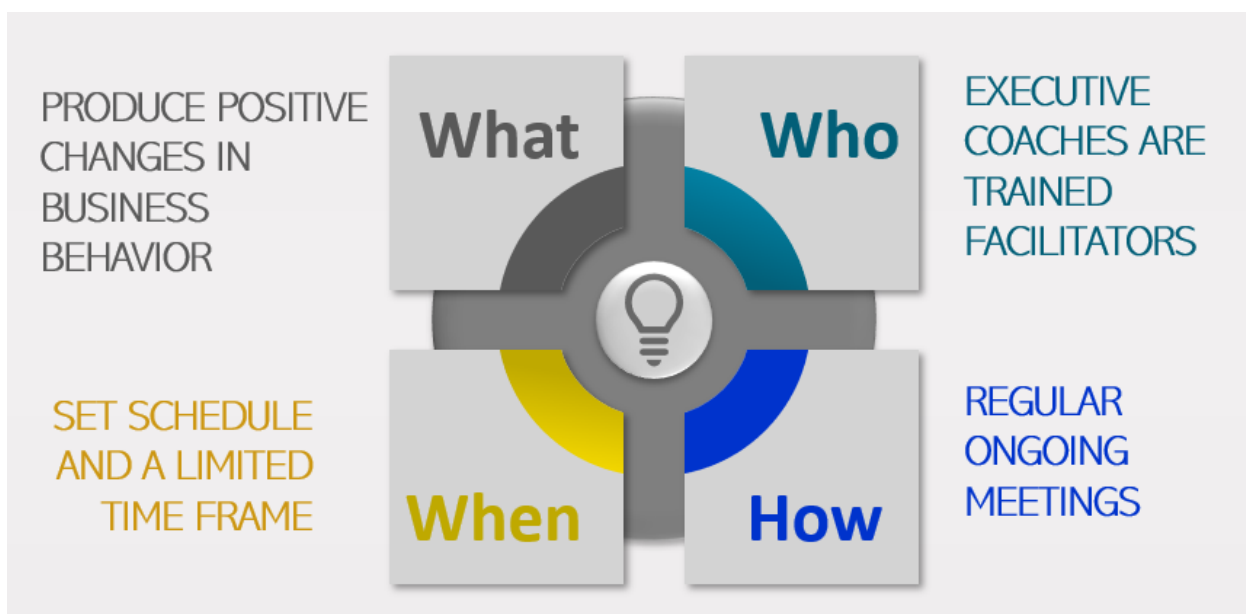 PRODUCE POSITIVE
CHANGES IN
BUSINESS
BEHAVIOR
What
Who
EXECUTIVE
COACHES ARE
TRAINED
FACILITATORS
SET SCHEDULE
AND A LIMITED
TIME FRAME
When
How
REGULAR
ONGOING
MEETINGS